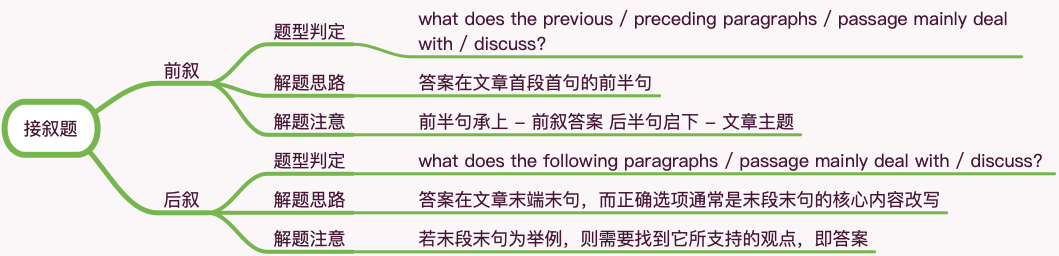 接叙题
前叙
题型判定
what does the previous / preceding paragraphs / passage mainly deal
with / discuss?
解题思路
答案在文章首段首句的前半句
解题注意
前半句承上 – 前叙答案 后半句启下 – 文章主题
后叙
题型判定
what does the following paragraphs / passage mainly deal with / discuss?
解题思路
答案在文章末端末句，而正确选项通常是末段末句的核心内容改写
解题注意
若末段末句为举例，则需要找到它所支持的观点，即答案